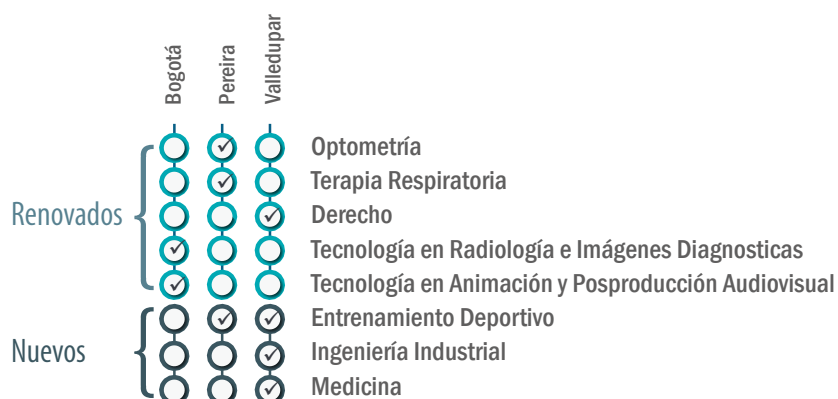 Bogotá
Pereira
Valledupar
Optometría
Terapia Respiratoria
Renovados
Derecho
Tecnología en Radiología e Imágenes Diagnosticas
Tecnología en Animación y Posproducción Audiovisual
Entrenamiento Deportivo
Nuevos
Ingeniería Industrial
Medicina